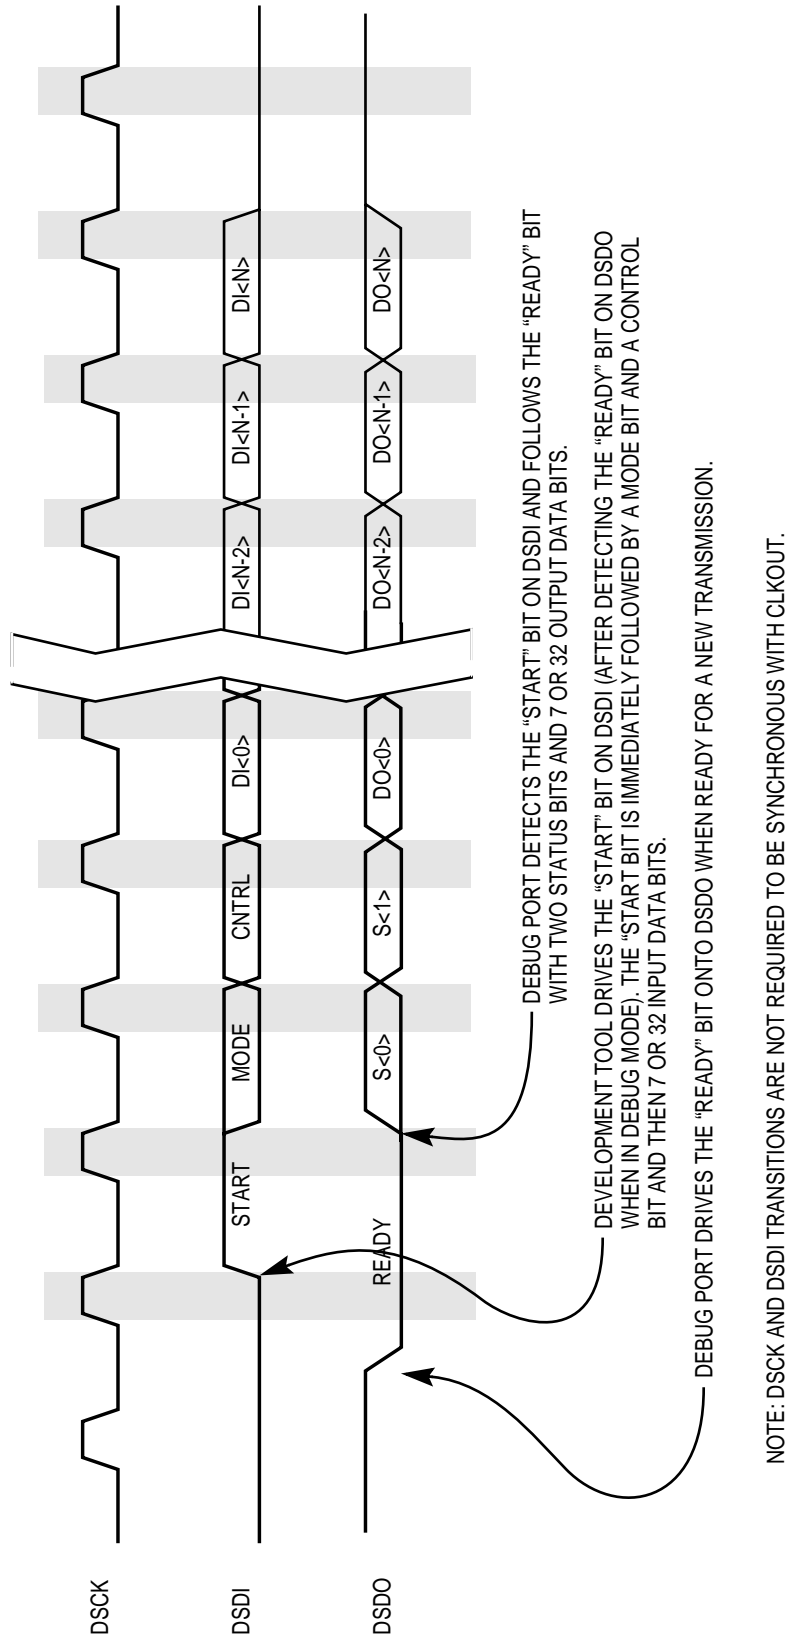 DSCK
DSDI
START
MODE
CNTRL
DI<0>
DI<N-2>
DI<N-1>
DI<N>
DSDO
READY
S<0>
S<1>
DO<0>
DO<N-2>
DO<N-1>
DO<N>
DEBUG PORT DETECTS THE “START” BIT ON DSDI AND FOLLOWS THE “READY” BIT
WITH TWO STATUS BITS AND 7 OR 32 OUTPUT DATA BITS.
DEVELOPMENT TOOL DRIVES THE “START” BIT ON DSDI (AFTER DETECTING THE “READY” BIT ON DSDO
WHEN IN DEBUG MODE). THE “START BIT IS IMMEDIATELY FOLLOWED BY A MODE BIT AND A CONTROL
BIT AND THEN 7 OR 32 INPUT DATA BITS.
DEBUG PORT DRIVES THE “READY” BIT ONTO DSDO WHEN READY FOR A NEW TRANSMISSION.
NOTE: DSCK AND DSDI TRANSITIONS ARE NOT REQUIRED TO BE SYNCHRONOUS WITH CLKOUT.